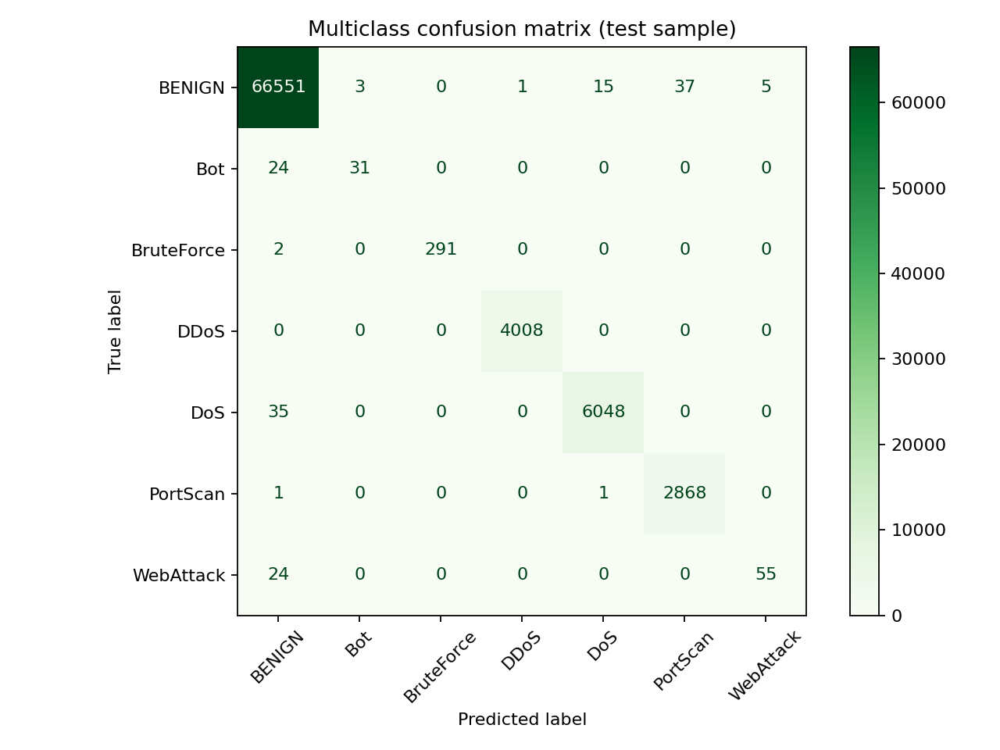 Multiclass confusion matrix (test sample)
BENIGN 66551 3 0 1 15 37 5
Bot 24 31 0 0 0 0 0
BruteForce 2 0 291 0 0 0 0
DDoS 0 0 0 4008 0 0 0
DoS 35 0 0 0 6048 0 0
PortScan 1 0 0 0 1 2868 0
WebAttack 24 0 0 0 0 0 55
True label
BENIGN Bot BruteForce DDoS DoS PortScan WebAttack
Predicted label
60000
50000
40000
30000
20000
10000
0